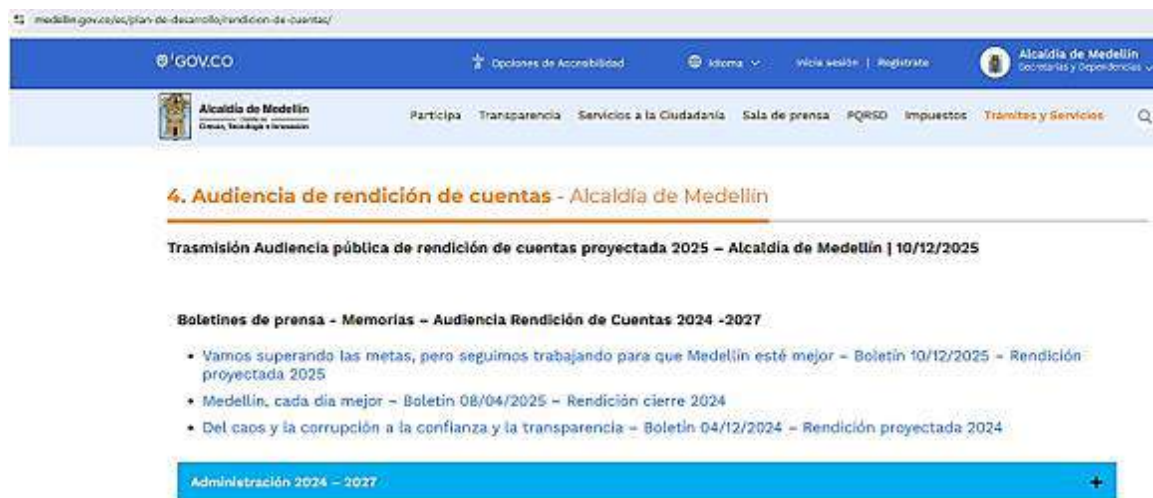 medellin.gov.co/es/plan-de-desarrollo/rendicion-de-cuentas/
GOV.CO
Opciones de Accesibilidad
Idioma
Inicia sesión | Regístrate
Alcaldía de Medellín
Secretarías y Dependencias
Alcaldía de Medellín
Ciencia, Tecnología e Innovación
Participa Transparencia Servicios a la Ciudadanía Sala de prensa PQRSD Impuestos Trámites y Servicios
4. Audiencia de rendición de cuentas - Alcaldía de Medellín
Trasmisión Audiencia pública de rendición de cuentas proyectada 2025 – Alcaldía de Medellín | 10/12/2025
Boletines de prensa - Memorias – Audiencia Rendición de Cuentas 2024 -2027
• Vamos superando las metas, pero seguimos trabajando para que Medellín esté mejor – Boletín 10/12/2025 – Rendición
proyectada 2025
• Medellín, cada día mejor – Boletín 08/04/2025 – Rendición cierre 2024
• Del caos y la corrupción a la confianza y la transparencia – Boletín 04/12/2024 – Rendición proyectada 2024
Administración 2024 – 2027 +